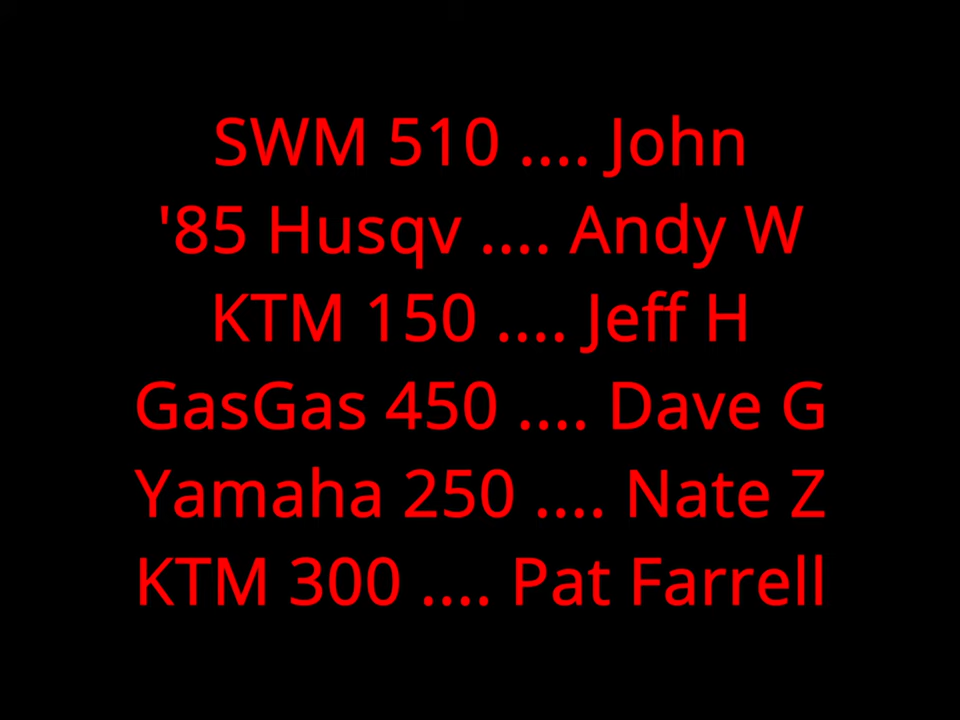 SWM 510 .... John
'85 Husqv .... Andy W
KTM 150 .... Jeff H
GasGas 450 .... Dave G
Yamaha 250 .... Nate Z
KTM 300 .... Pat Farrell